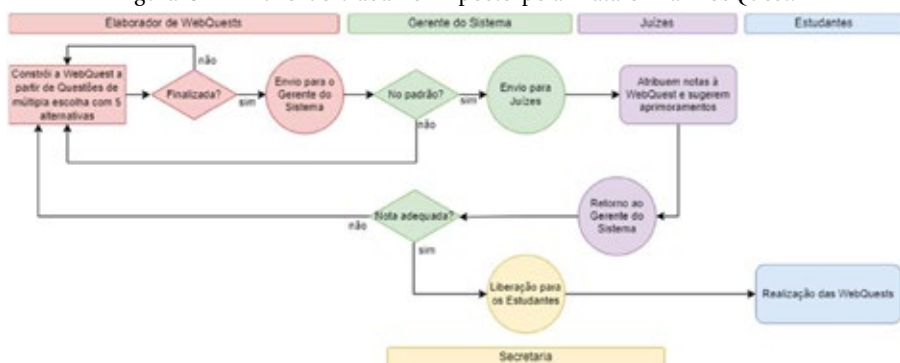 Elaborador de WebQuests
Gerente do Sistema
Juízes
Estudantes
não
Constrói a WebQuest a
partir de Questões de
múltipla escolha com 5
alternativas
Finalizada?
sim
Envio para o
Gerente do
Sistema
No padrão?
sim
não
Envio para
Juízes
Atribuem notas à
WebQuest e sugerem
aprimoramentos
Nota adequada?
não
sim
Retorno ao
Gerente do
Sistema
Liberação para
os Estudantes
Realização das WebQuests
Secretaria